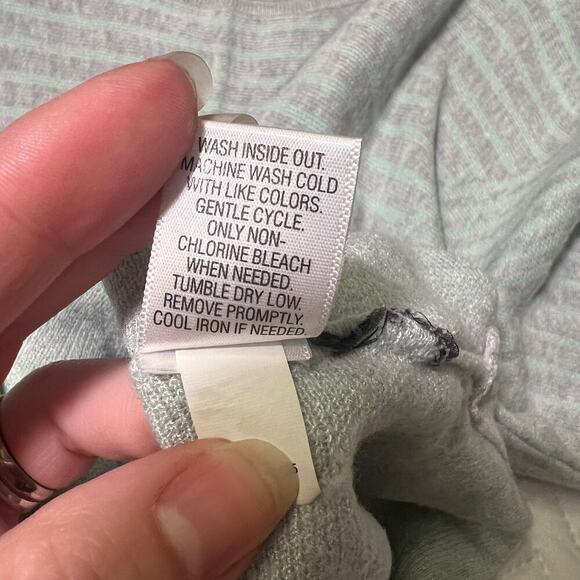 WASH INSIDE OUT.
MACHINE WASH COLD
WITH LIKE COLORS.
GENTLE CYCLE.
ONLY NON-
CHLORINE BLEACH
WHEN NEEDED.
TUMBLE DRY LOW.
REMOVE PROMPTLY.
COOL IRON IF NEEDED.